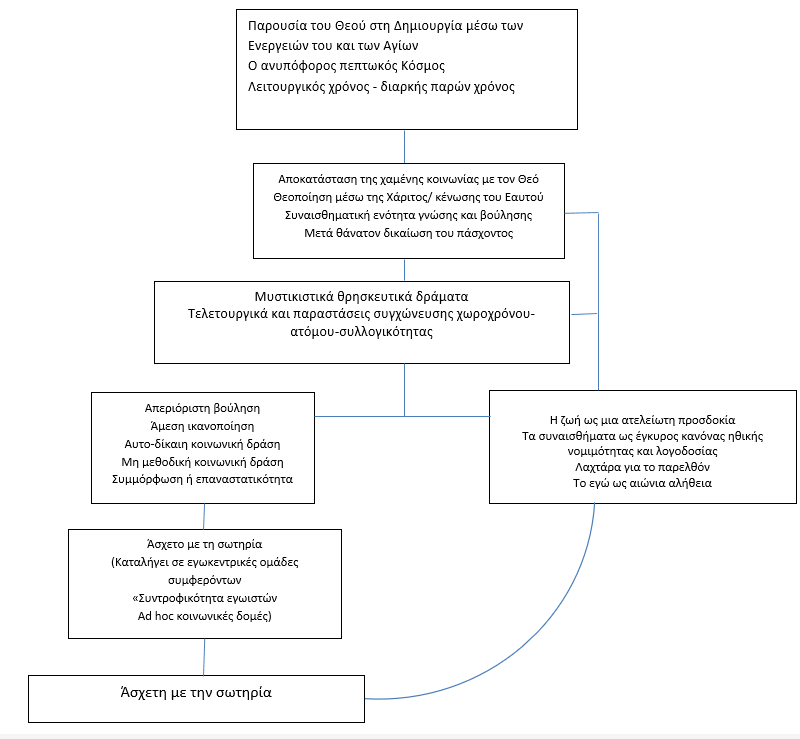 Παρουσία του Θεού στη Δημιουργία μέσω των
Ενεργειών του και των Αγίων
Ο ανυπόφορος πεπτωκός Κόσμος
Λειτουργικός χρόνος - διαρκής παρών χρόνος
Αποκατάσταση της χαμένης κοινωνίας με τον Θεό
Θεοποίηση μέσω της Χάριτος/ κένωσης του Εαυτού
Συναισθηματική ενότητα γνώσης και βούλησης
Μετά θάνατον δικαίωση του πάσχοντος
Μυστικιστικά θρησκευτικά δράματα
Τελετουργικά και παραστάσεις συγχώνευσης χωροχρόνου-
ατόμου-συλλογικότητας
Απεριόριστη βούληση
Άμεση ικανοποίηση
Αυτο-δίκαιη κοινωνική δράση
Μη μεθοδική κοινωνική δράση
Συμμόρφωση ή επαναστατικότητα
Η ζωή ως μια ατελείωτη προσδοκία
Τα συναισθήματα ως έγκυρος κανόνας ηθικής
νομιμότητας και λογοδοσίας
Λαχτάρα για το παρελθόν
Το εγώ ως αιώνια αλήθεια
Άσχετο με τη σωτηρία
(Καταλήγει σε εγωκεντρικές ομάδες
συμφερόντων
«Συντροφικότητα εγωιστών
Ad hoc κοινωνικές δομές)
Άσχετη με την σωτηρία